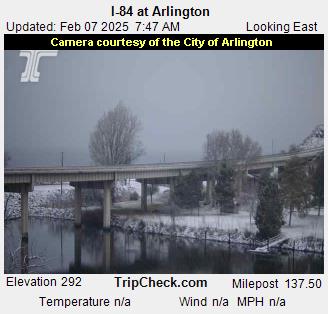 I-84 at Arlington
Updated: Feb 07 2025 7:47 AM Looking East
Camera courtesy of the City of Arlington
Elevation 292 TripCheck.com Milepost 137.50
Temperature n/a Wind n/a MPH n/a